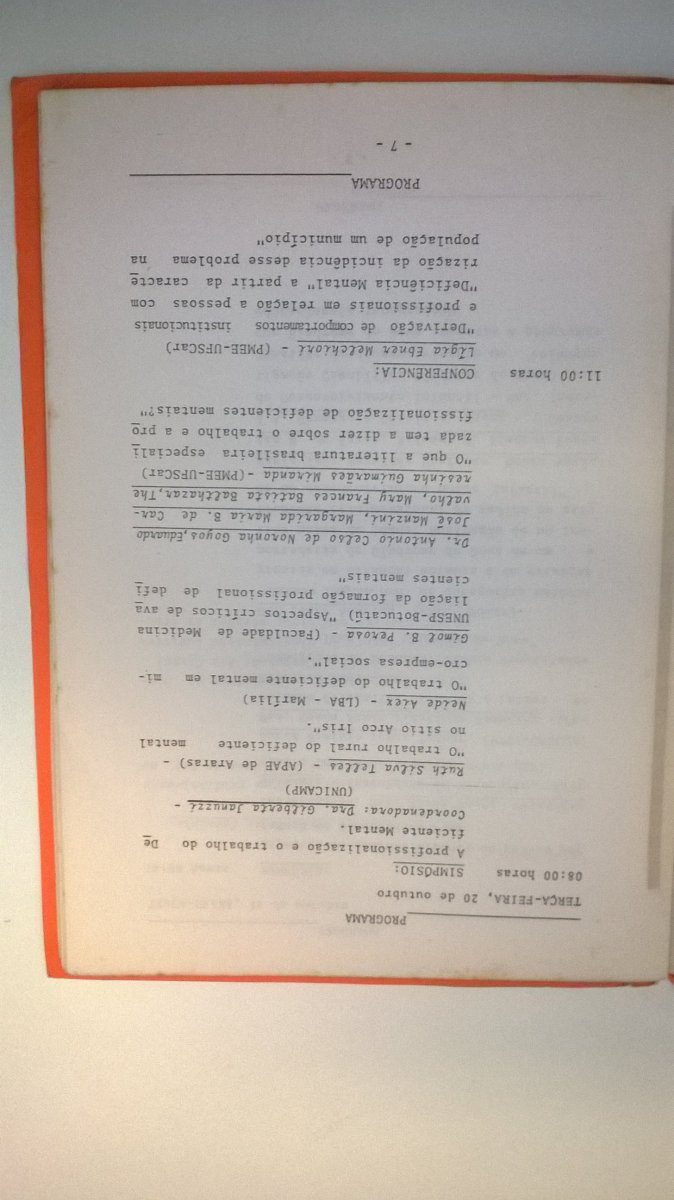 PROGRAMA
TERÇA-FEIRA, 20 de outubro
08:00 horas SIMPÓSIO:
A profissionalização e o trabalho do De
ficiente Mental.
Coordenadora: Dra. Gilberta Januzzi -
(UNICAMP)
Ruth Silva Telles - (APAE de Araras) -
"O trabalho rural do deficiente mental
no sitio Arco Iris".
Neide Aiex - (LBA - Marília)
"O trabalho do deficiente mental em mi-
cro-empresa social".
Gimol B. Perosa - (Faculdade de Medicina
UNESP-Botucatú) "Aspectos críticos de ava
liação da formação profissional de defi
cientes mentais"
Dr. Antonio Celso de Noronha Goyos, Eduardo
José Manzini, Margarida Maria B. de Car-
valho, Mary Frances Batista Balthazar, The
resinha Guimarães Miranda - (PMEE-UFSCar)
"O que a literatura brasileira especiali
zada tem a dizer sobre o trabalho e a pro
fissionalização de deficientes mentais?"
11:00 horas CONFERÊNCIA:
Lígia Ebner Melchiori - (PMEE-UFSCar)
"Derivação de comportamentos institucionais
e profissionais em relação a pessoas com
"Deficiência Mental" a partir da caracte
rização da incidência desse problema na
população de um município"
PROGRAMA
- 7 -